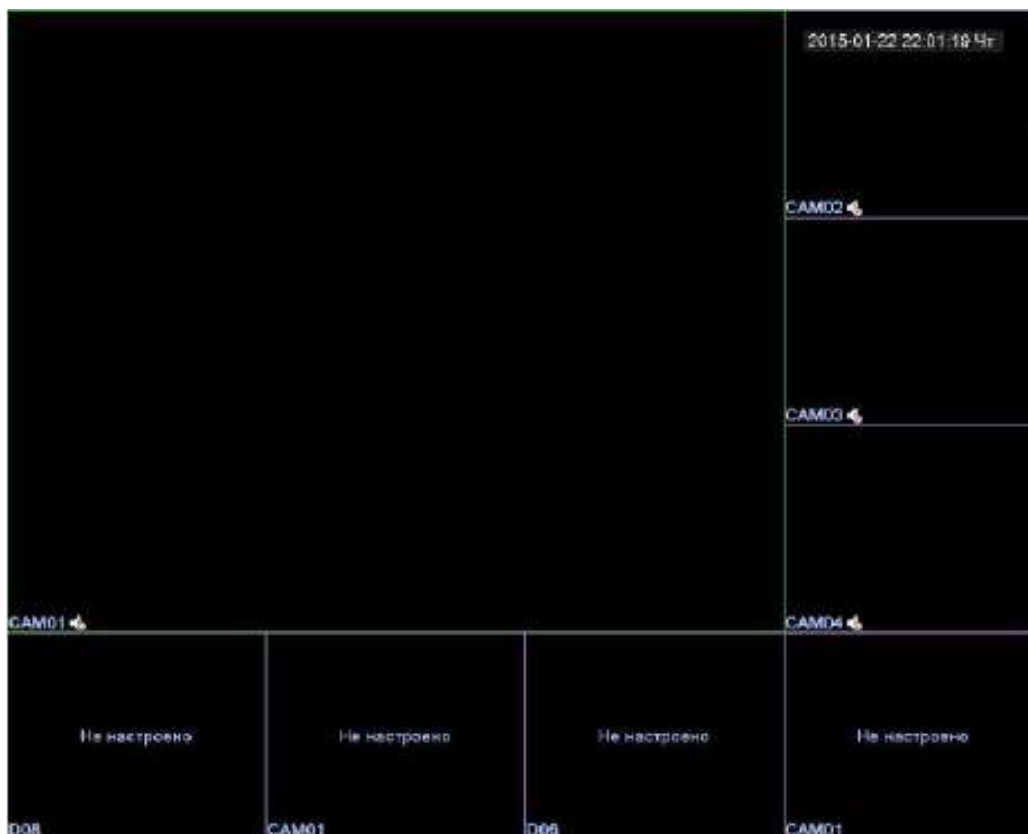 2015-01-22 22:01:19 Чт
CAM02
CAM03
CAM01
CAM04
Не настроено
Не настроено
Не настроено
Не настроено
D08
CAM01
D06
CAM01